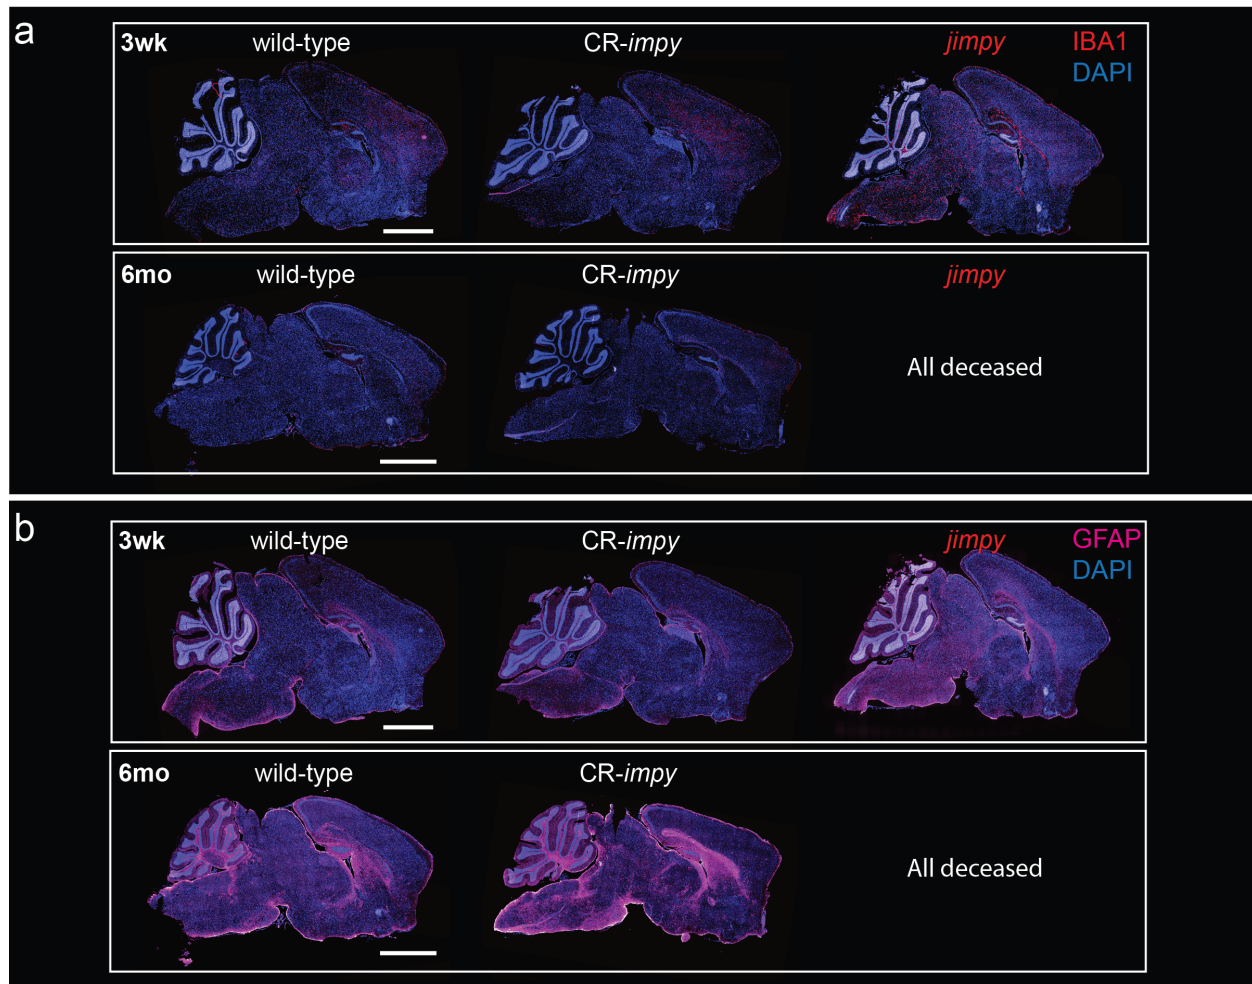 a
3wk wild-type CR-impy jimpy IBA1
DAPI
6mo wild-type CR-impy jimpy
All deceased
b
3wk wild-type CR-impy jimpy GFAP
DAPI
6mo wild-type CR-impy
All deceased